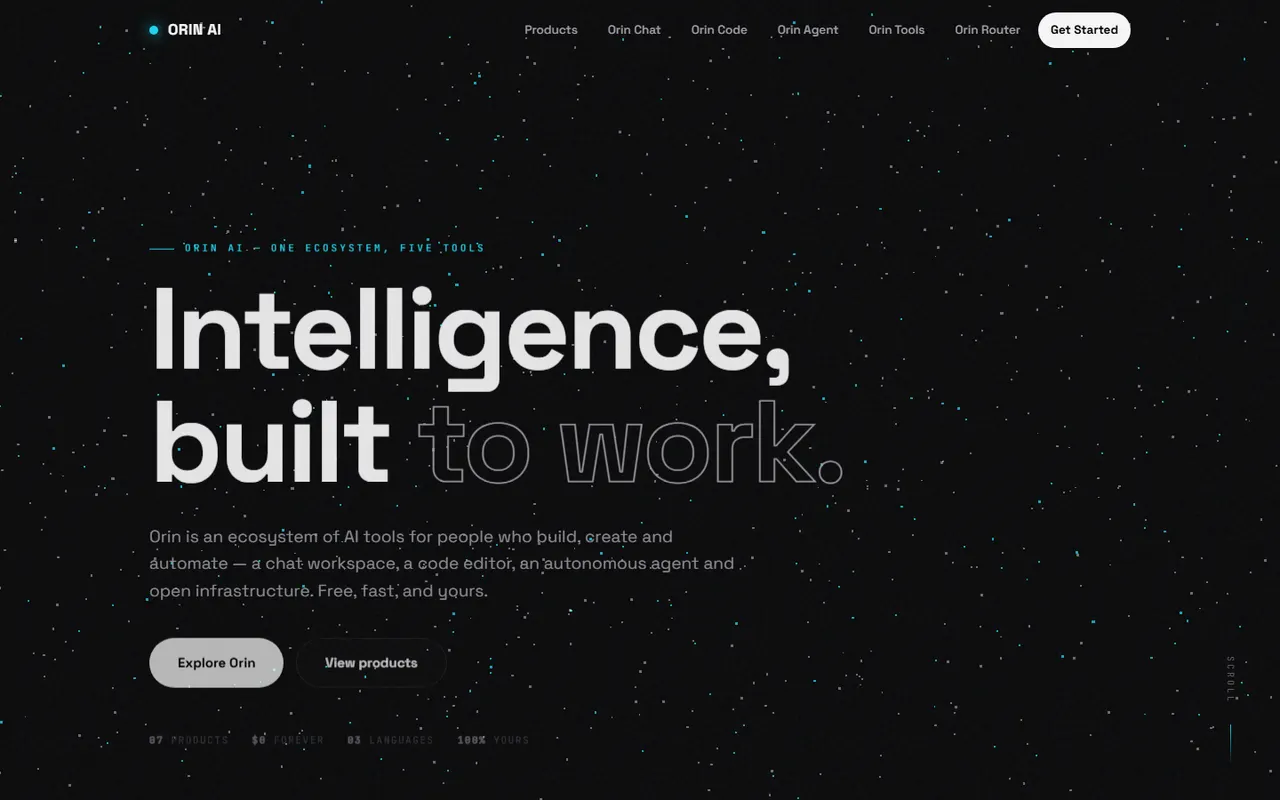 ORIN AI
Products
Orin Chat
Orin Code
Orin Agent
Orin Tools
Orin Router
Get Started
ORIN AI — ONE ECOSYSTEM, FIVE TOOLS
Intelligence,
built to work.
Orin is an ecosystem of AI tools for people who build, create and
automate — a chat workspace, a code editor, an autonomous agent and
open infrastructure. Free, fast, and yours.
Explore Orin
View products
07 PRODUCTS
$0 FOREVER
03 LANGUAGES
100% YOURS
SCROLL